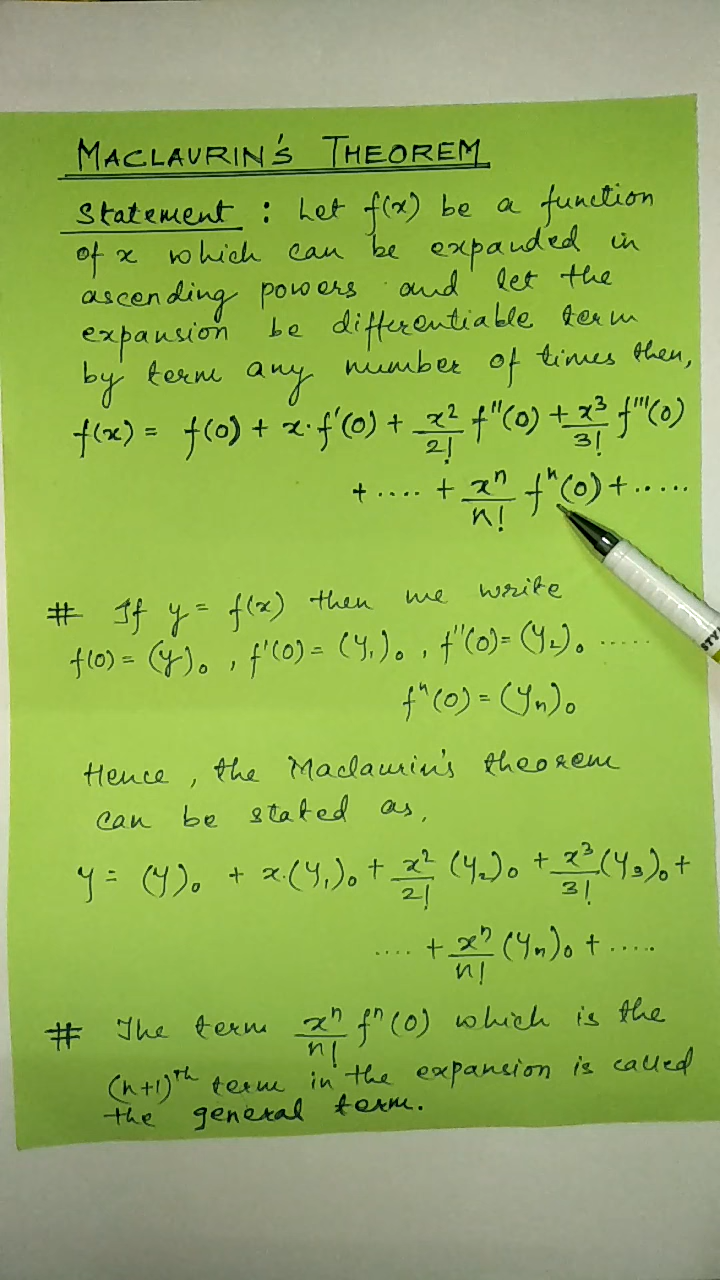 MACLAURIN'S THEOREM
Statement : Let f(x) be a function
of x which can be expanded in
ascending powers and let the
expansion be differentiable term
by term any number of times then,
f(x) = f(0) + x·f'(0) + x²/2! f''(0) + x³/3! f'''(0)
+ .... + xⁿ/n! fⁿ(0) + .....
# If y = f(x) then we write
f(0) = (y)₀ , f'(0) = (y₁)₀ , f''(0) = (y₂)₀ .....
fⁿ(0) = (yₙ)₀
Hence, the Maclaurin's theorem
can be stated as,
y = (y)₀ + x·(y₁)₀ + x²/2! (y₂)₀ + x³/3! (y₃)₀ +
.... + xⁿ/n! (yₙ)₀ + ....
# The term xⁿ/n! fⁿ(0) which is the
(n+1)ᵗʰ term in the expansion is called
the general term.
STY